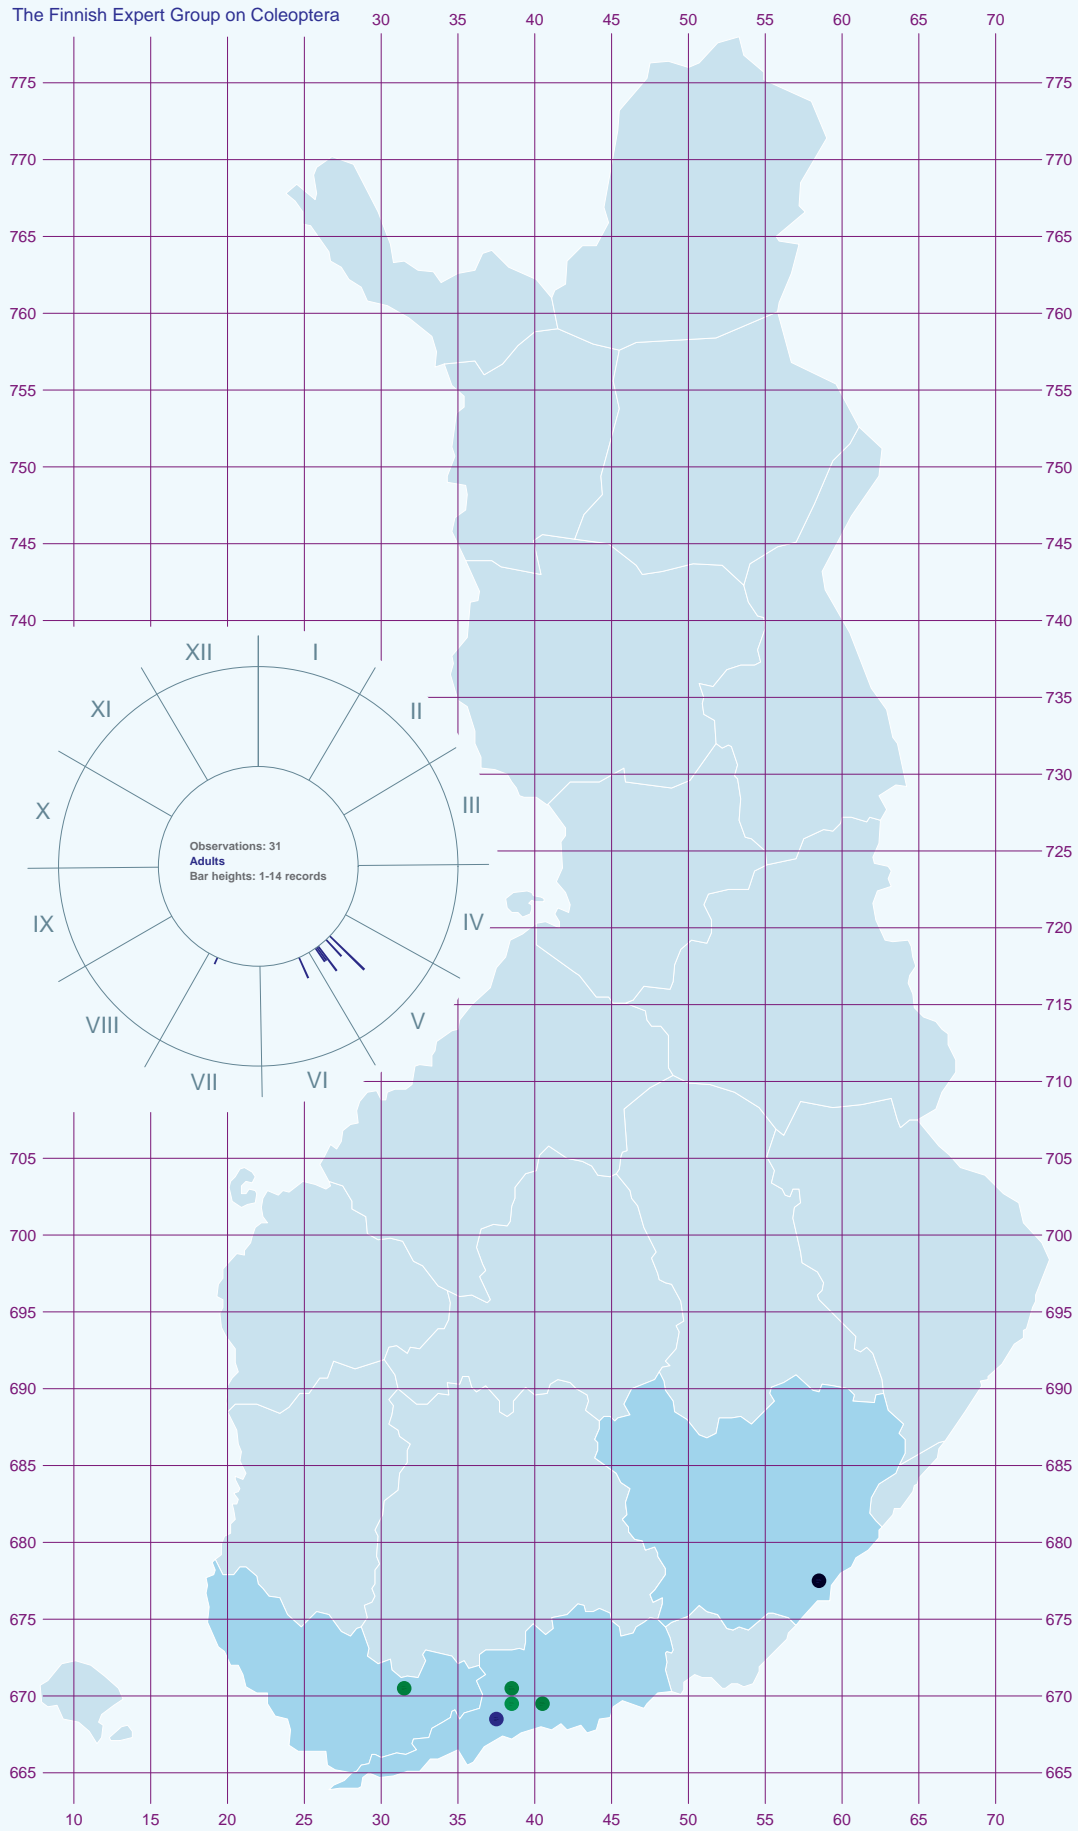 The Finnish Expert Group on Coleoptera
30 35 40 45 50 55 60 65 70
775 775
770 770
765 765
760 760
755 755
750 750
745 745
740 740
XII I
XI II
735
730
X III
Observations: 31
Adults
Bar heights: 1-14 records
725
IX IV
720
VIII V
715
VII VI
710
705 705
700 700
695 695
690 690
685 685
680 680
675 675
670 670
665 665
10 15 20 25 30 35 40 45 50 55 60 65 70